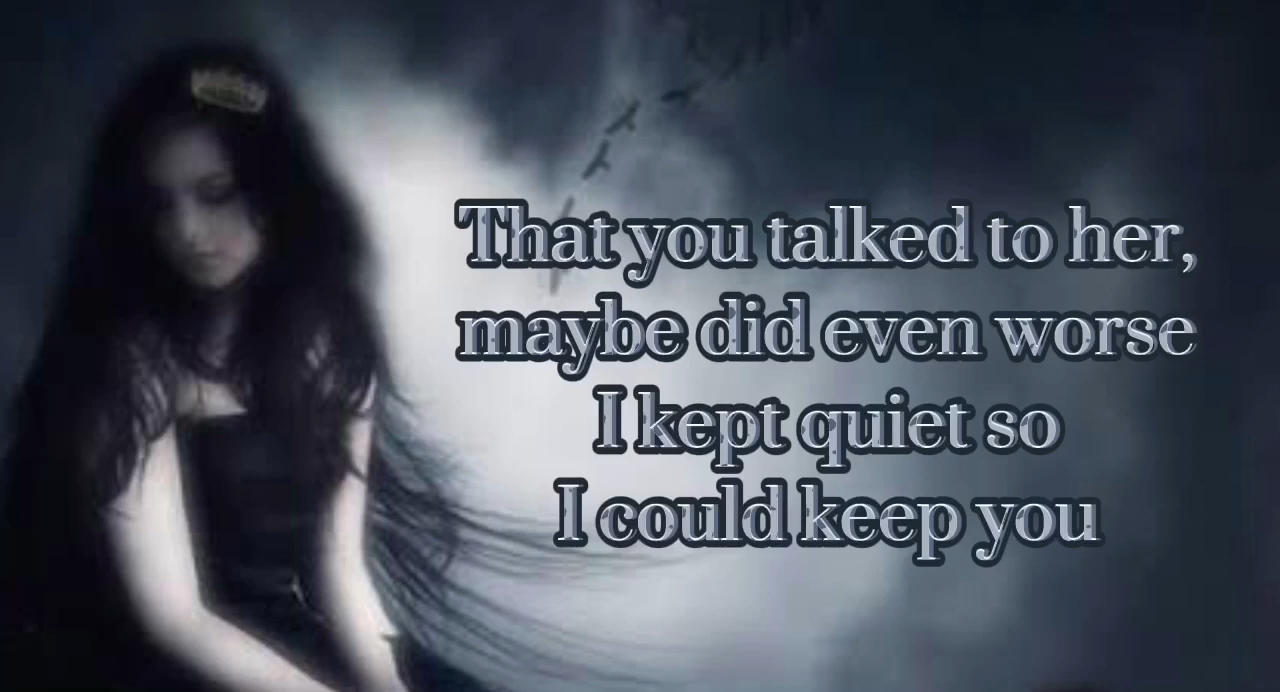 That you talked to her,
maybe did even worse
I kept quiet so
I could keep you